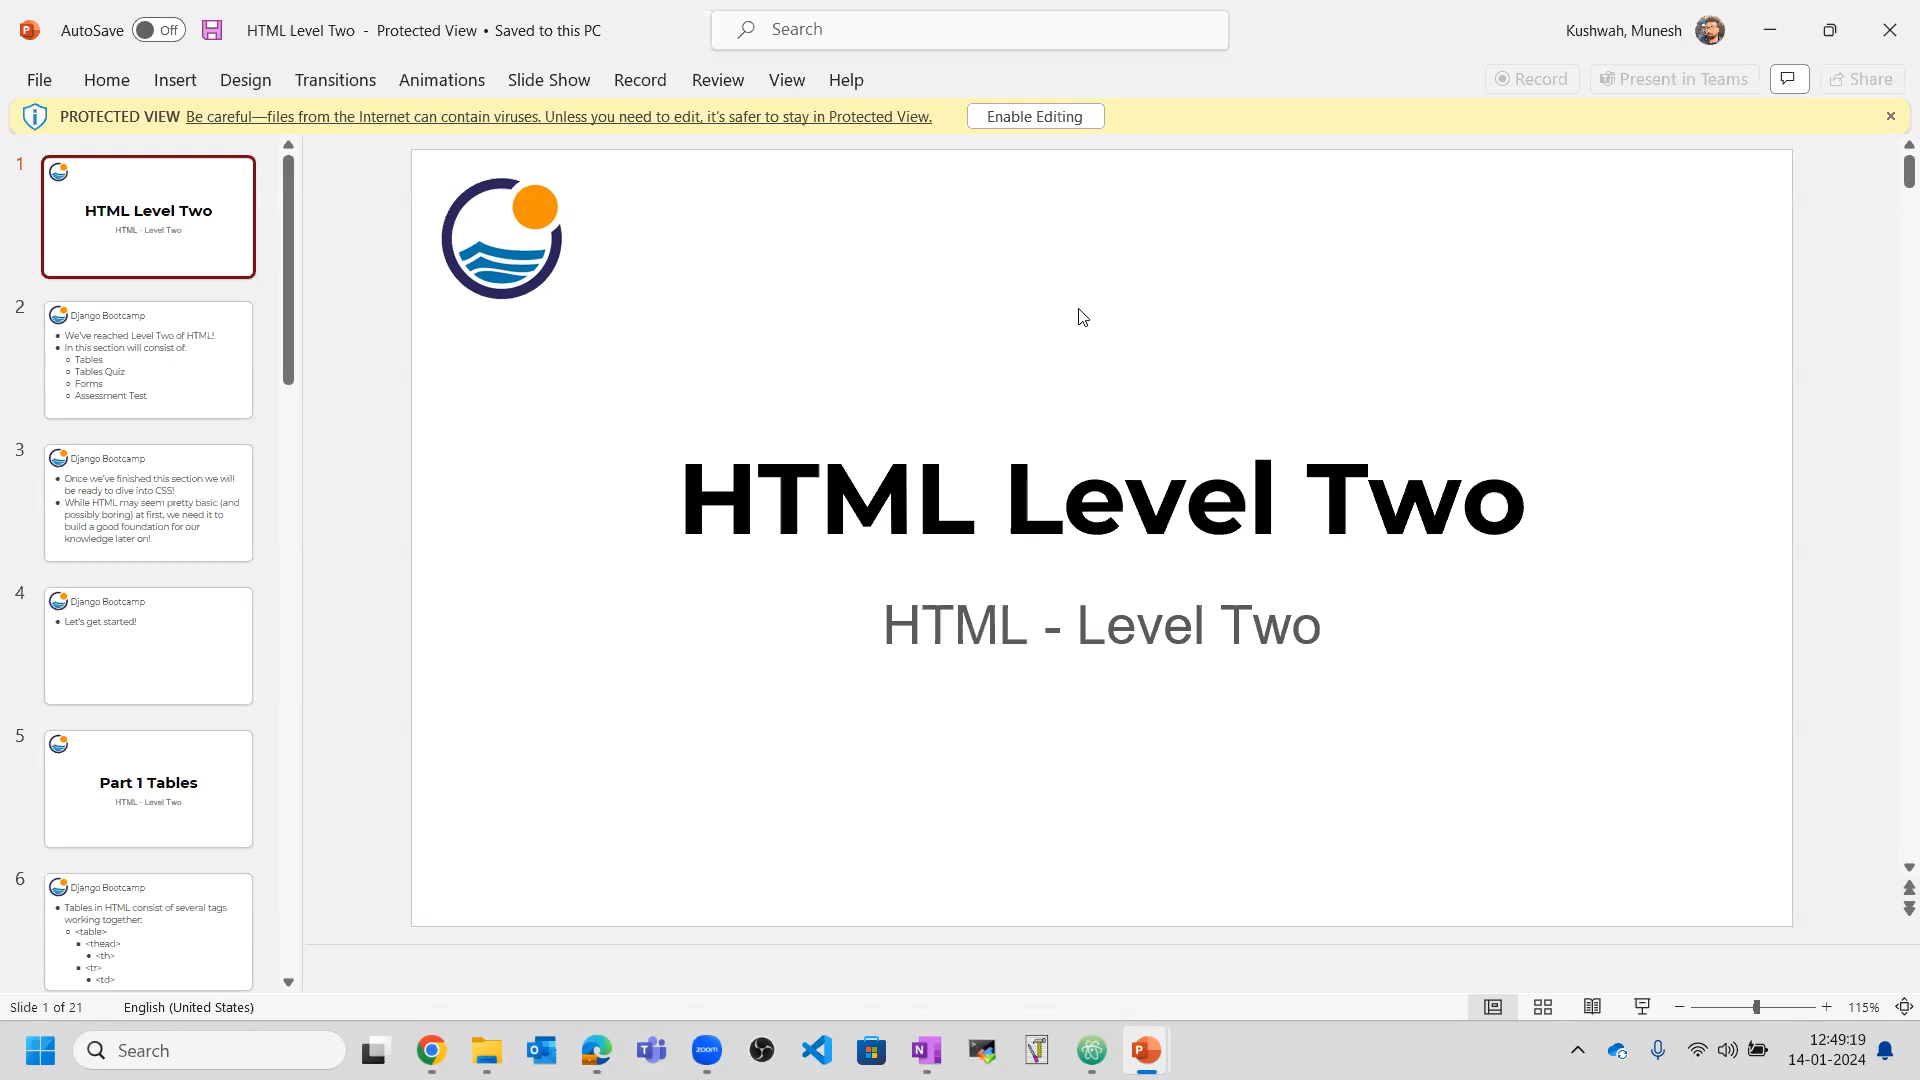 AutoSave Off HTML Level Two - Protected View • Saved to this PC Search Kushwah, Munesh
File Home Insert Design Transitions Animations Slide Show Record Review View Help Record Present in Teams Share
PROTECTED VIEW Be careful—files from the Internet can contain viruses. Unless you need to edit, it's safer to stay in Protected View. Enable Editing
1
HTML Level Two
HTML - Level Two
2
Django Bootcamp
• We've reached Level Two of HTML!
• In this section will consist of:
○ Tables
○ Tables Quiz
○ Forms
○ Assessment Test
3
Django Bootcamp
• Once we've finished this section we will
be ready to dive into CSS!
• While HTML may seem pretty basic (and
possibly boring) at first, we need it to
build a good foundation for our
knowledge later on!
4
Django Bootcamp
• Let's get started!
5
Part 1 Tables
HTML - Level Two
6
Django Bootcamp
• Tables in HTML consist of several tags
working together:
○ <table>
■ <thead>
• <th>
■ <tr>
• <td>
HTML Level Two
HTML - Level Two
Slide 1 of 21 English (United States) 115%
Search zoom 12:49:19
14-01-2024